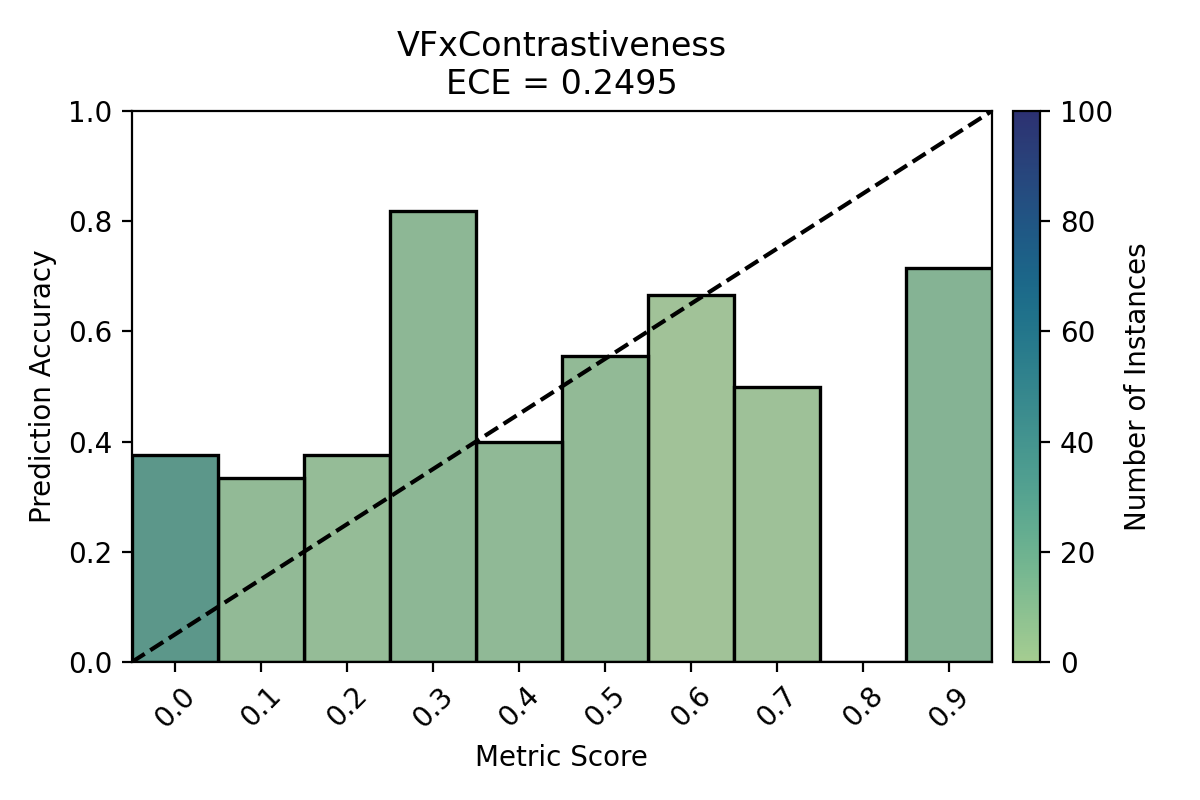 VFxContrastiveness
ECE = 0.2495
Prediction Accuracy
1.0
0.8
0.6
0.4
0.2
0.0
0.0 0.1 0.2 0.3 0.4 0.5 0.6 0.7 0.8 0.9
Metric Score
100
80
60
40
20
0
Number of Instances